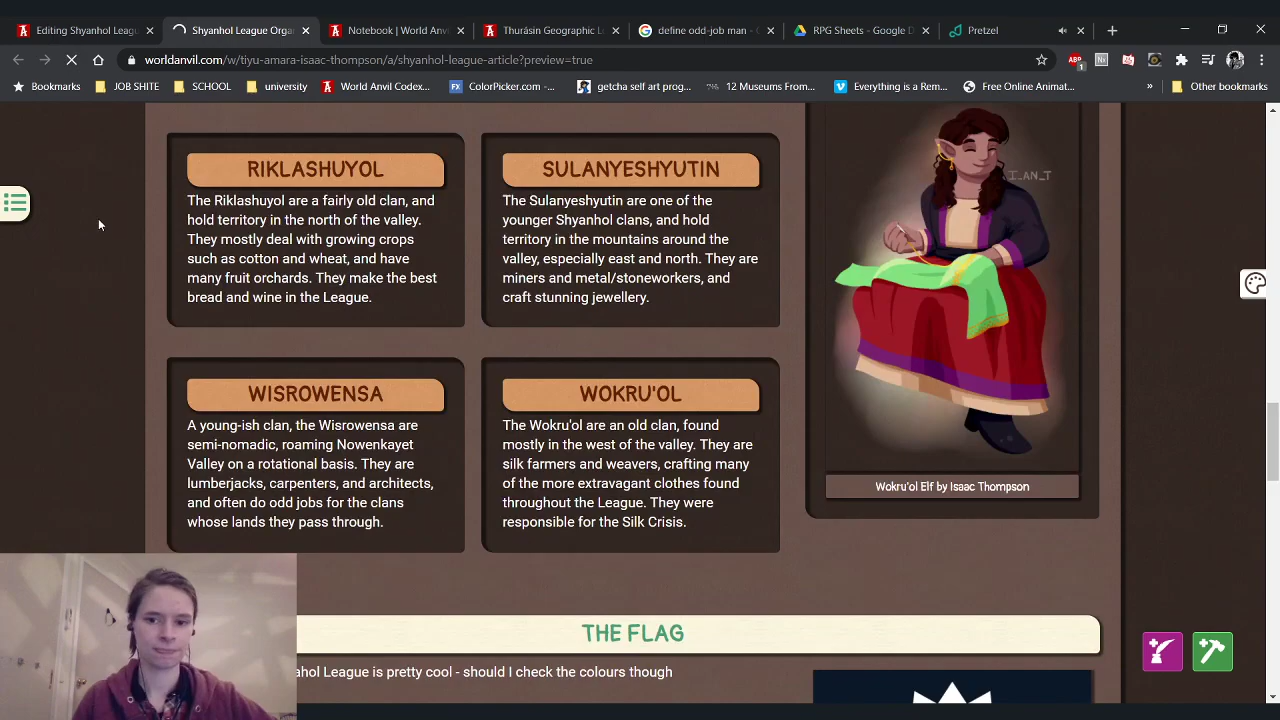 Editing Shyanhol Leagu
Shyanhol League Orga
Notebook | World Anvi
Thurásin Geographic L
define odd-job man - G
RPG Sheets - Google D
Pretzel
worldanvil.com/w/tiyu-amara-isaac-thompson/a/shyanhol-league-article?preview=true
Bookmarks
JOB SHITE
SCHOOL
university
World Anvil Codex...
ColorPicker.com -...
getcha self art prog...
12 Museums From...
Everything is a Rem...
Free Online Animat...
»
Other bookmarks
RIKLASHUYOL
The Riklashuyol are a fairly old clan, and
hold territory in the north of the valley.
They mostly deal with growing crops
such as cotton and wheat, and have
many fruit orchards. They make the best
bread and wine in the League.
SULANYESHYUTIN
The Sulanyeshyutin are one of the
younger Shyanhol clans, and hold
territory in the mountains around the
valley, especially east and north. They are
miners and metal/stoneworkers, and
craft stunning jewellery.
I_AN_T
WISROWENSA
A young-ish clan, the Wisrowensa are
semi-nomadic, roaming Nowenkayet
Valley on a rotational basis. They are
lumberjacks, carpenters, and architects,
and often do odd jobs for the clans
whose lands they pass through.
WOKRU'OL
The Wokru'ol are an old clan, found
mostly in the west of the valley. They are
silk farmers and weavers, crafting many
of the more extravagant clothes found
throughout the League. They were
responsible for the Silk Crisis.
Wokru'ol Elf by Isaac Thompson
THE FLAG
hol League is pretty cool - should I check the colours though